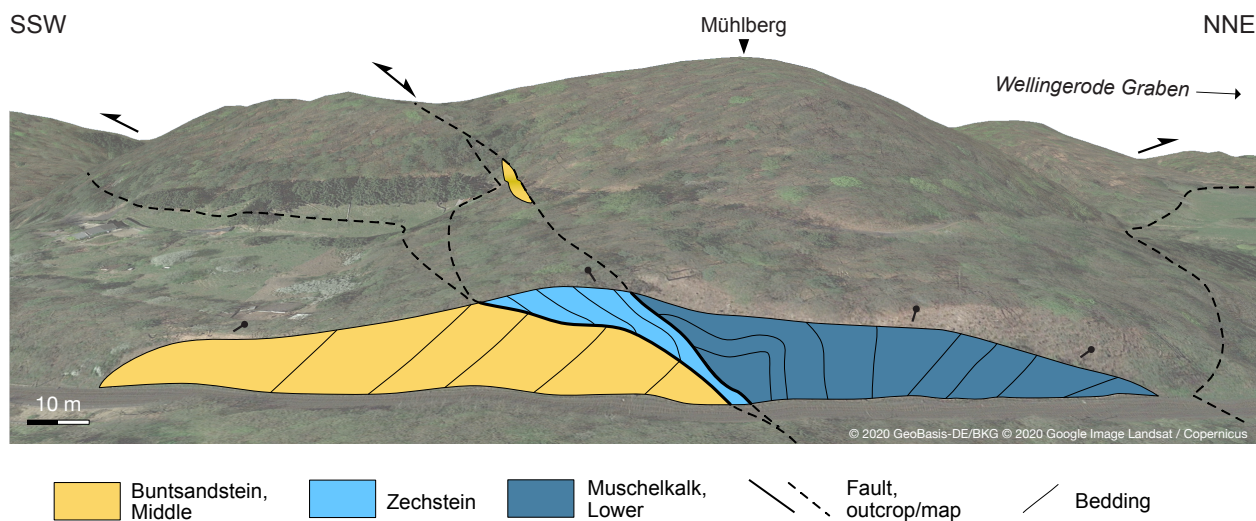 SSW
NNE
Mühlberg
Wellingerode Graben
10 m
© 2020 GeoBasis-DE/BKG © 2020 Google Image Landsat / Copernicus
Buntsandstein,
Middle
Zechstein
Muschelkalk,
Lower
Fault,
outcrop/map
Bedding